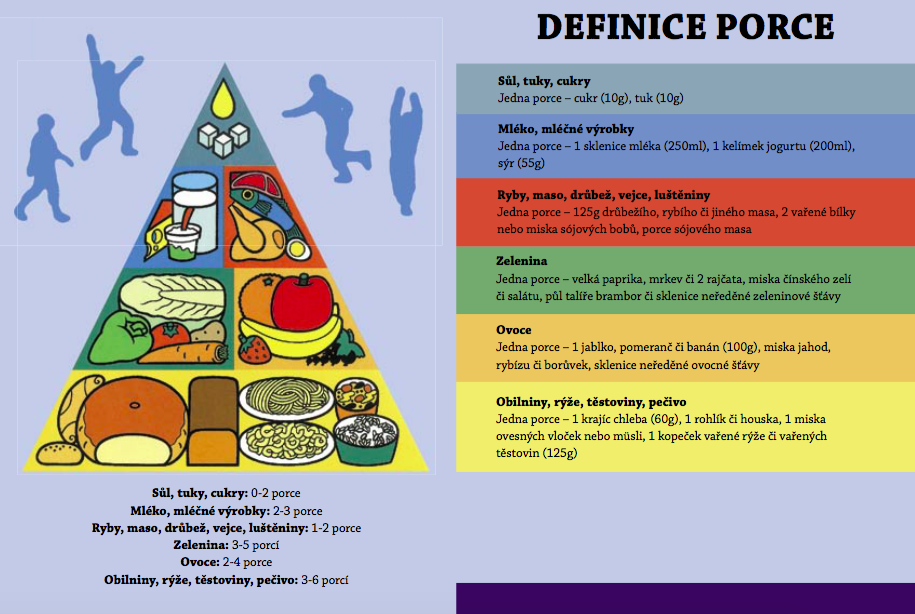 DEFINICE PORCE
Sůl, tuky, cukry
Jedna porce – cukr (10g), tuk (10g)
Mléko, mléčné výrobky
Jedna porce – 1 sklenice mléka (250ml), 1 kelímek jogurtu (200ml),
sýr (55g)
Ryby, maso, drůbež, vejce, luštěniny
Jedna porce – 125g drůbežího, rybího či jiného masa, 2 vařené bílky
nebo miska sójových bobů, porce sójového masa
Zelenina
Jedna porce – velká paprika, mrkev či 2 rajčata, miska čínského zelí
či salátu, půl talíře brambor či sklenice neředěné zeleninové šťávy
Ovoce
Jedna porce – 1 jablko, pomeranč či banán (100g), miska jahod,
rybízu či borůvek, sklenice neředěné ovocné šťávy
Obilniny, rýže, těstoviny, pečivo
Jedna porce – 1 krajíc chleba (60g), 1 rohlík či houska, 1 miska
ovesných vloček nebo müsli, 1 kopeček vařené rýže či vařených
těstovin (125g)
Sůl, tuky, cukry: 0-2 porce
Mléko, mléčné výrobky: 2-3 porce
Ryby, maso, drůbež, vejce, luštěniny: 1-2 porce
Zelenina: 3-5 porcí
Ovoce: 2-4 porce
Obilniny, rýže, těstoviny, pečivo: 3-6 porcí